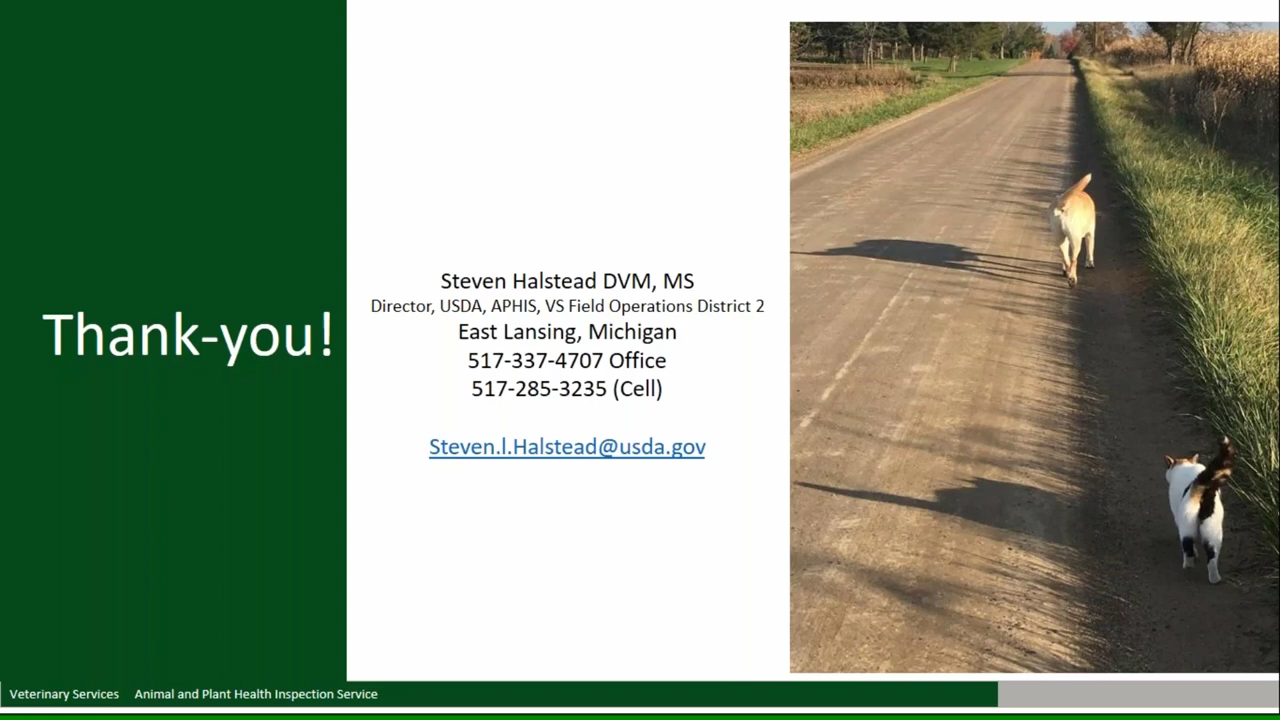 Thank-you!
Steven Halstead DVM, MS
Director, USDA, APHIS, VS Field Operations District 2
East Lansing, Michigan
517-337-4707 Office
517-285-3235 (Cell)
Steven.l.Halstead@usda.gov
Veterinary Services Animal and Plant Health Inspection Service